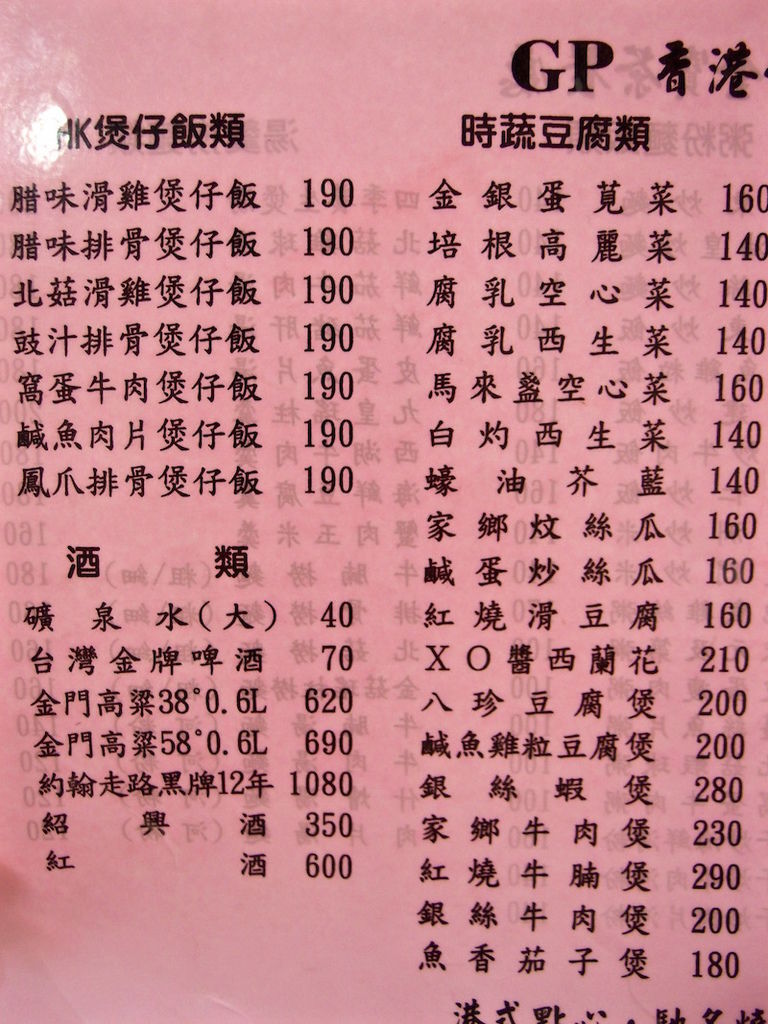 GP 香港
HK煲仔飯類
腊味滑雞煲仔飯 190
腊味排骨煲仔飯 190
北菇滑雞煲仔飯 190
豉汁排骨煲仔飯 190
窩蛋牛肉煲仔飯 190
鹹魚肉片煲仔飯 190
鳳爪排骨煲仔飯 190
酒類
礦泉水(大) 40
台灣金牌啤酒 70
金門高粱38°0.6L 620
金門高粱58°0.6L 690
約翰走路黑牌12年 1080
紹興酒 350
紅酒 600
時蔬豆腐類
金銀蛋莧菜 160
培根高麗菜 140
腐乳空心菜 140
腐乳西生菜 140
馬來盞空心菜 160
白灼西生菜 140
蠔油芥藍 140
家鄉炆絲瓜 160
鹹蛋炒絲瓜 160
紅燒滑豆腐 160
XO醬西蘭花 210
八珍豆腐煲 200
鹹魚雞粒豆腐煲 200
銀絲蝦煲 280
家鄉牛肉煲 230
紅燒牛腩煲 290
銀絲牛肉煲 200
魚香茄子煲 180
港式點心。馳名燒